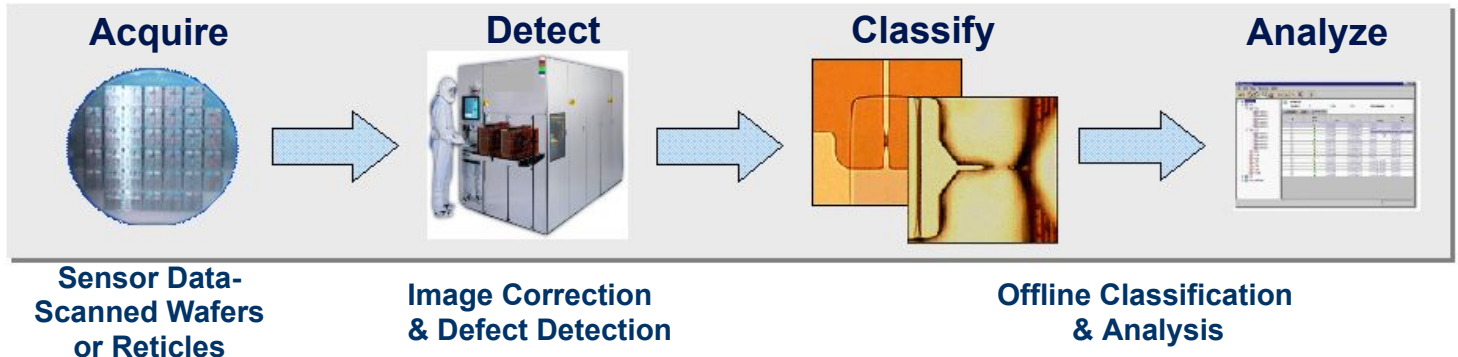 Acquire
Detect
Classify
Analyze
Sensor Data-
Scanned Wafers
or Reticles
Image Correction
& Defect Detection
Offline Classification
& Analysis